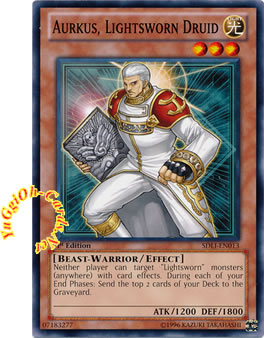 AURKUS, LIGHTSWORN DRUID
光
YuGgiOh-Cards.Net
1st Edition
SDLI-EN013
[BEAST-WARRIOR/EFFECT]
Neither player can target "Lightsworn" monsters
(anywhere) with card effects. During each of your
End Phases: Send the top 2 cards of your Deck to the
Graveyard.
ATK/1200 DEF/1800
07183277
©1996 KAZUKI TAKAHASHI